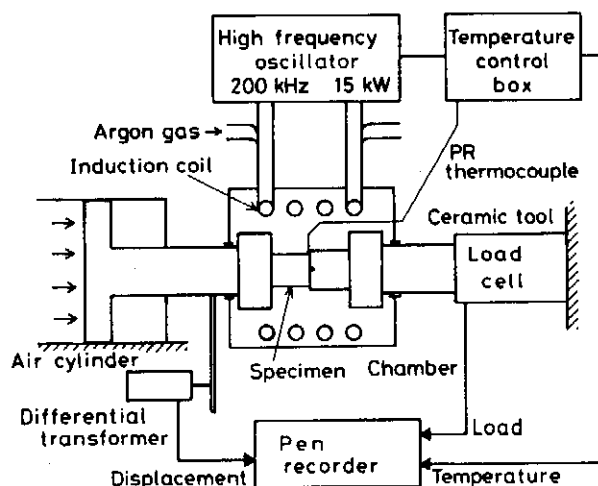 High frequency
oscillator
200 kHz 15 kW
Temperature
control
box
Argon gas
Induction coil
PR
thermocouple
Ceramic tool
Load
cell
Air cylinder
Specimen
Chamber
Differential
transformer
Displacement
Pen
recorder
Load
Temperature